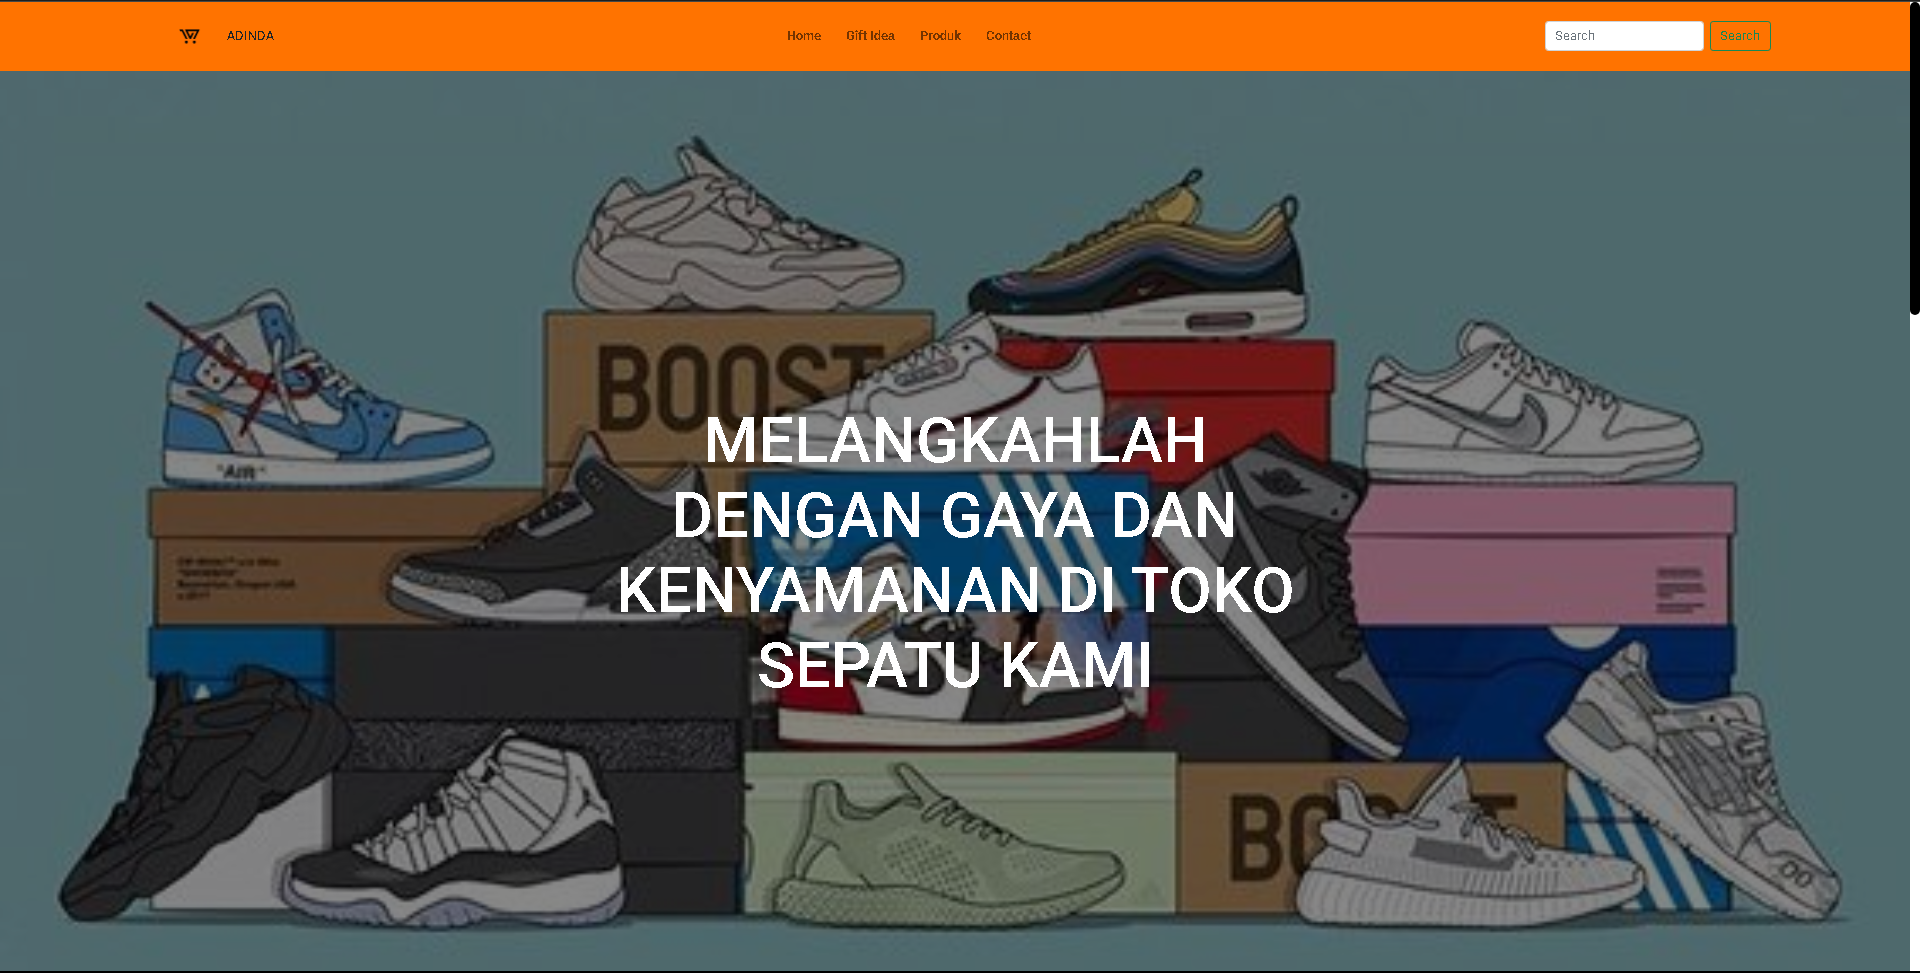 ADINDA
Home Gift Idea Produk Contact
Search Search
BOOST
"AIR"
MELANGKAHLAH
DENGAN GAYA DAN
KENYAMANAN DI TOKO
SEPATU KAMI